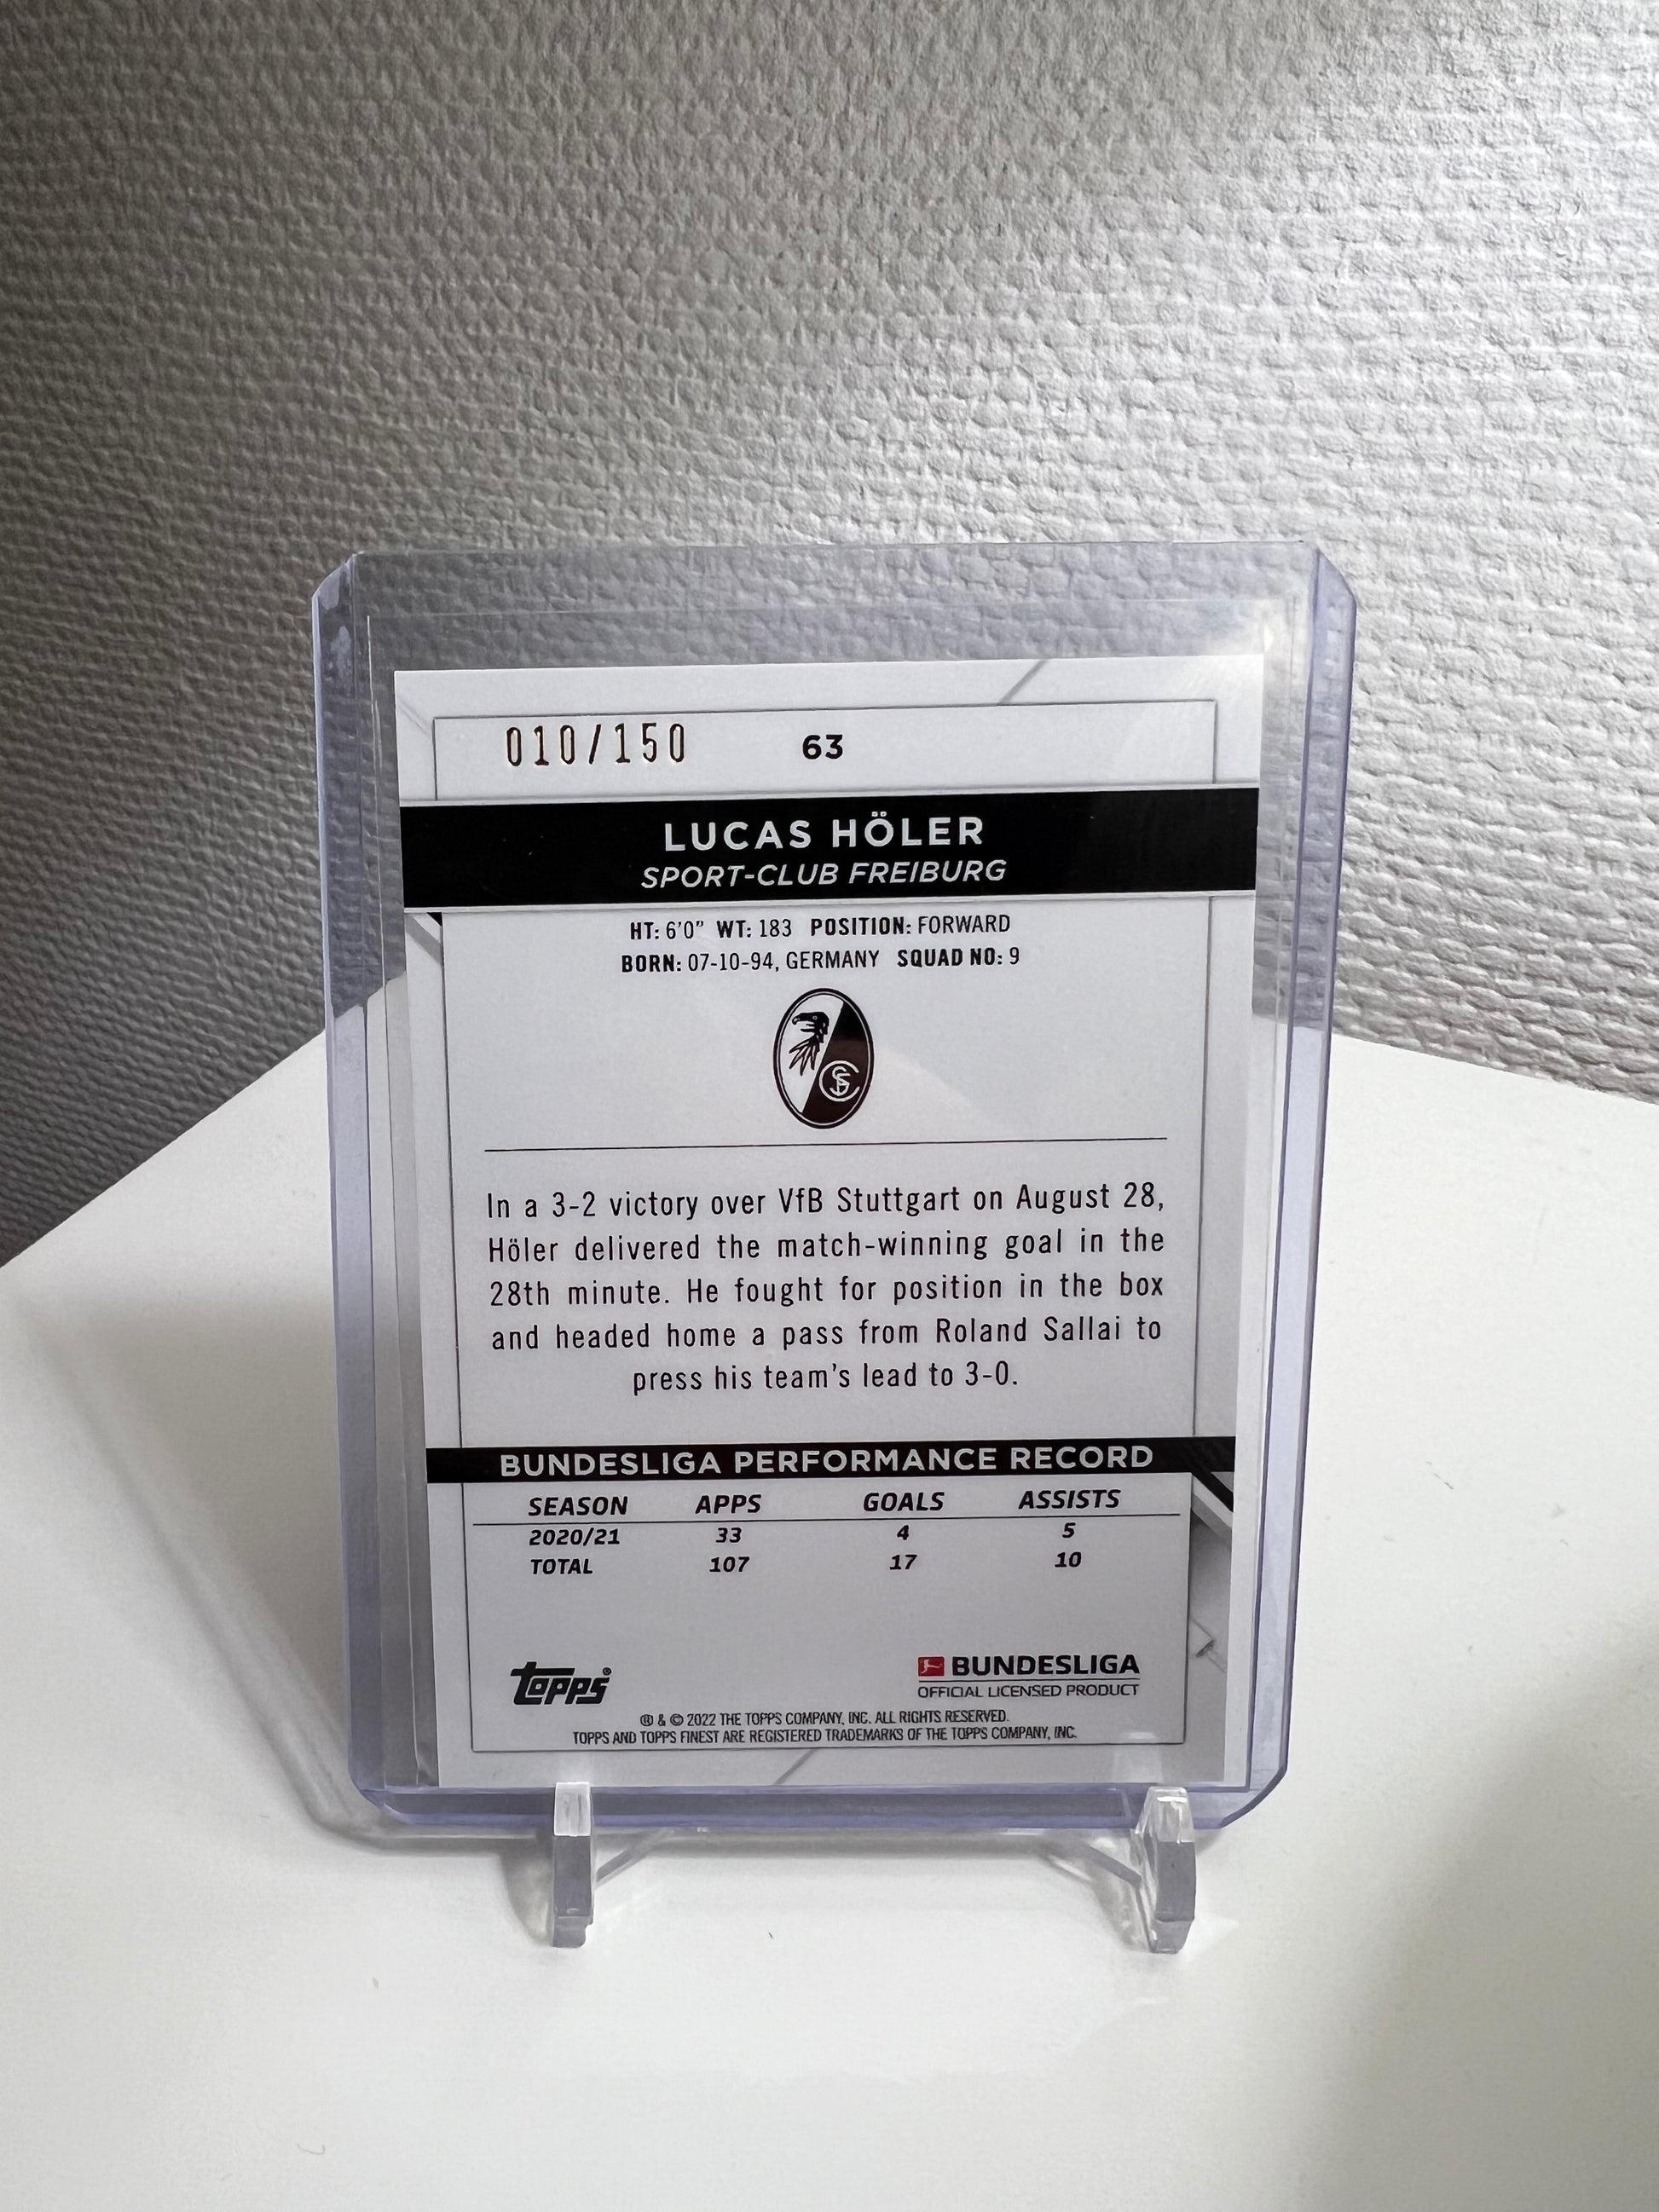 010/150 63
LUCAS HÖLER
SPORT-CLUB FREIBURG
HT: 6'0" WT: 183 POSITION: FORWARD
BORN: 07-10-94, GERMANY SQUAD NO: 9
In a 3-2 victory over VfB Stuttgart on August 28,
Höler delivered the match-winning goal in the
28th minute. He fought for position in the box
and headed home a pass from Roland Sallai to
press his team's lead to 3-0.
BUNDESLIGA PERFORMANCE RECORD
SEASON APPS GOALS ASSISTS
2020/21 33 4 5
TOTAL 107 17 10
topps®
BUNDESLIGA
OFFICIAL LICENSED PRODUCT
® & © 2022 THE TOPPS COMPANY, INC. ALL RIGHTS RESERVED.
TOPPS AND TOPPS FINEST ARE REGISTERED TRADEMARKS OF THE TOPPS COMPANY, INC.